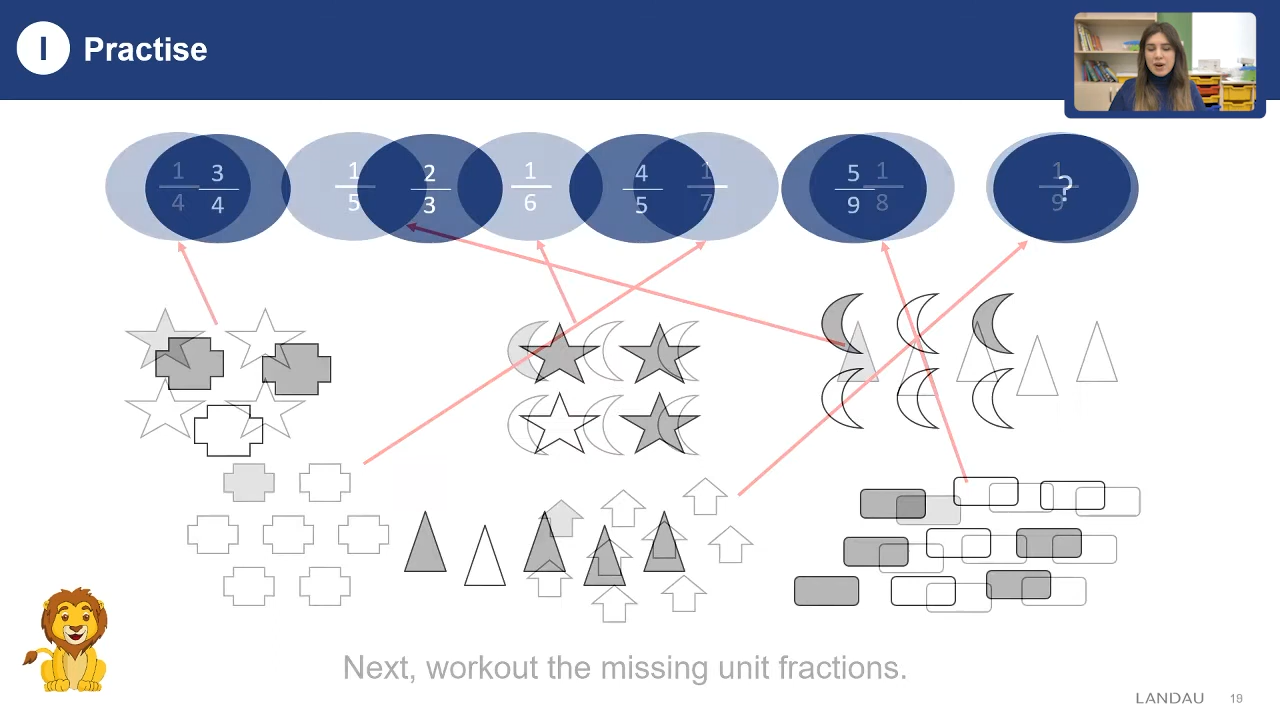 I Practise
1 3 1 2 1 4 1 5 1 1 ?
4 4 5 3 6 5 7 9 8 9
Next, workout the missing unit fractions.
LANDAU 19